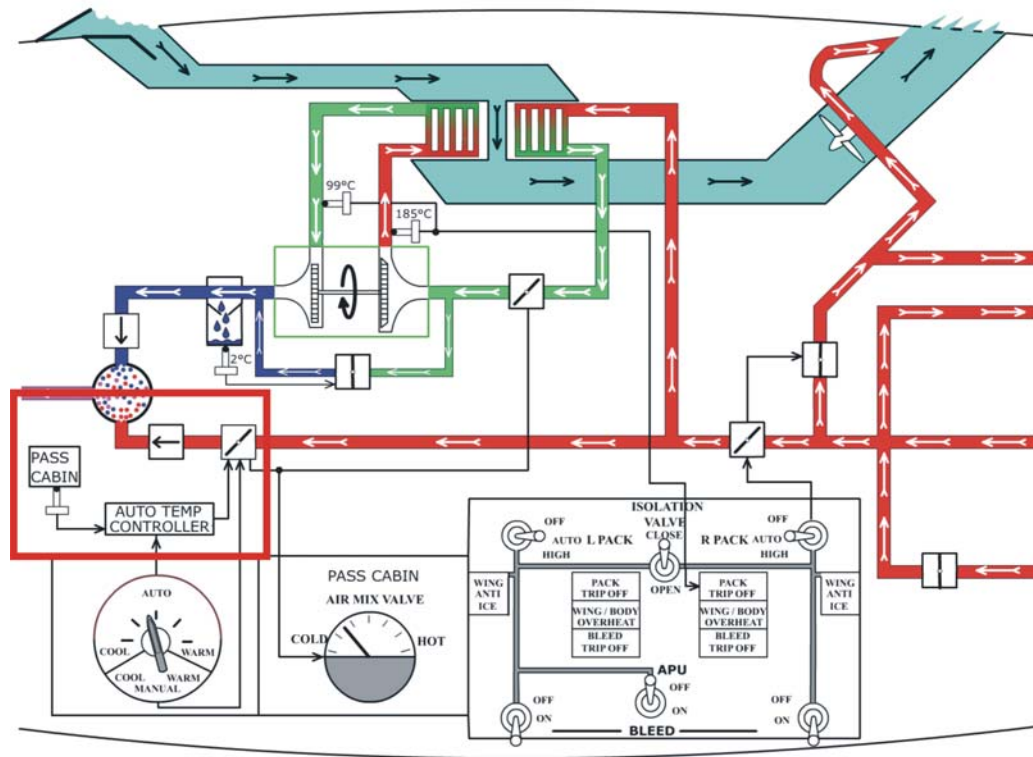 99°C
185°C
2°C
PASS
CABIN
AUTO TEMP
CONTROLLER
AUTO
COOL
WARM
COOL
WARM
MANUAL
PASS CABIN
AIR MIX VALVE
COLD
HOT
ISOLATION
VALVE
CLOSE
OPEN
OFF
AUTO
HIGH
L PACK
R PACK
OFF
AUTO
HIGH
WING
ANTI
ICE
PACK
TRIP OFF
WING / BODY
OVERHEAT
BLEED
TRIP OFF
PACK
TRIP OFF
WING / BODY
OVERHEAT
BLEED
TRIP OFF
WING
ANTI
ICE
APU
OFF
ON
OFF
ON
OFF
ON
BLEED